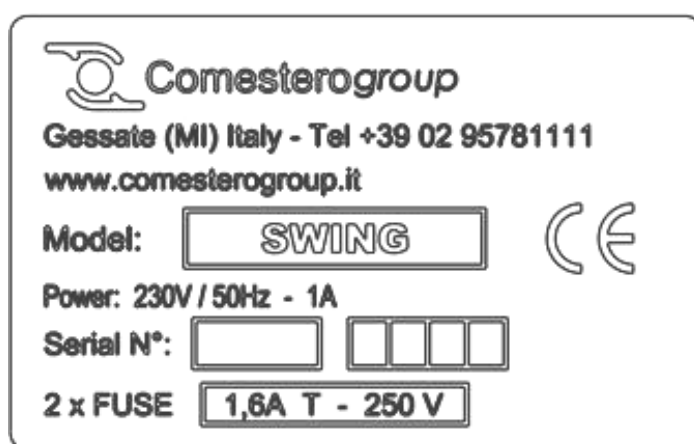 Comesterogroup
Gessate (MI) Italy - Tel +39 02 95781111
www.comesterogroup.it
Model: SWING CE
Power: 230V / 50Hz - 1A
Serial N°:
2 x FUSE 1,6A T - 250 V